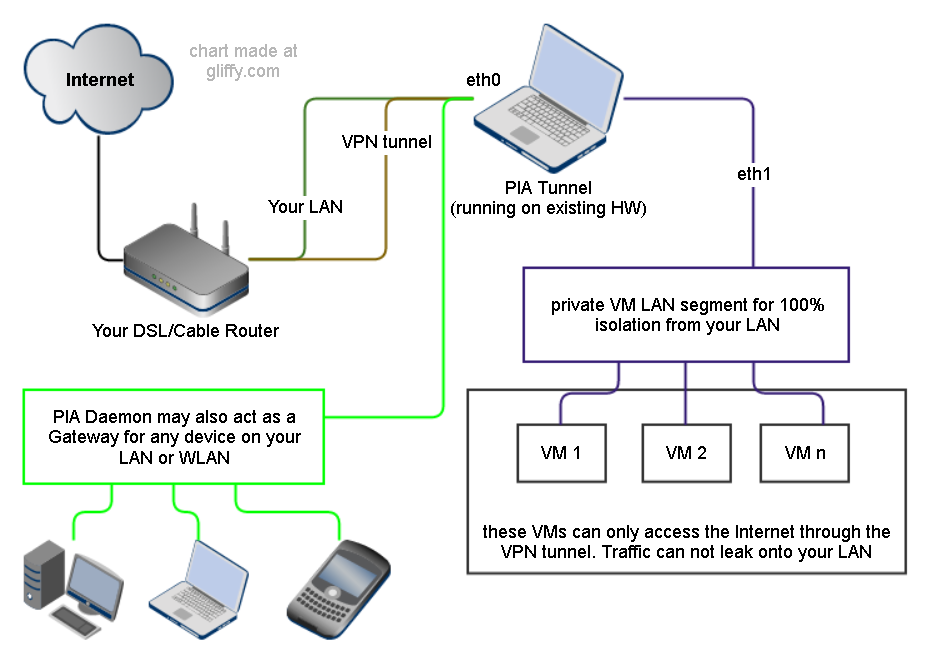 Internet
chart made at
gliffy.com
eth0
VPN tunnel
Your LAN
PIA Tunnel
(running on existing HW)
eth1
Your DSL/Cable Router
private VM LAN segment for 100%
isolation from your LAN
PIA Daemon may also act as a
Gateway for any device on your
LAN or WLAN
VM 1
VM 2
VM n
these VMs can only access the Internet through the
VPN tunnel. Traffic can not leak onto your LAN